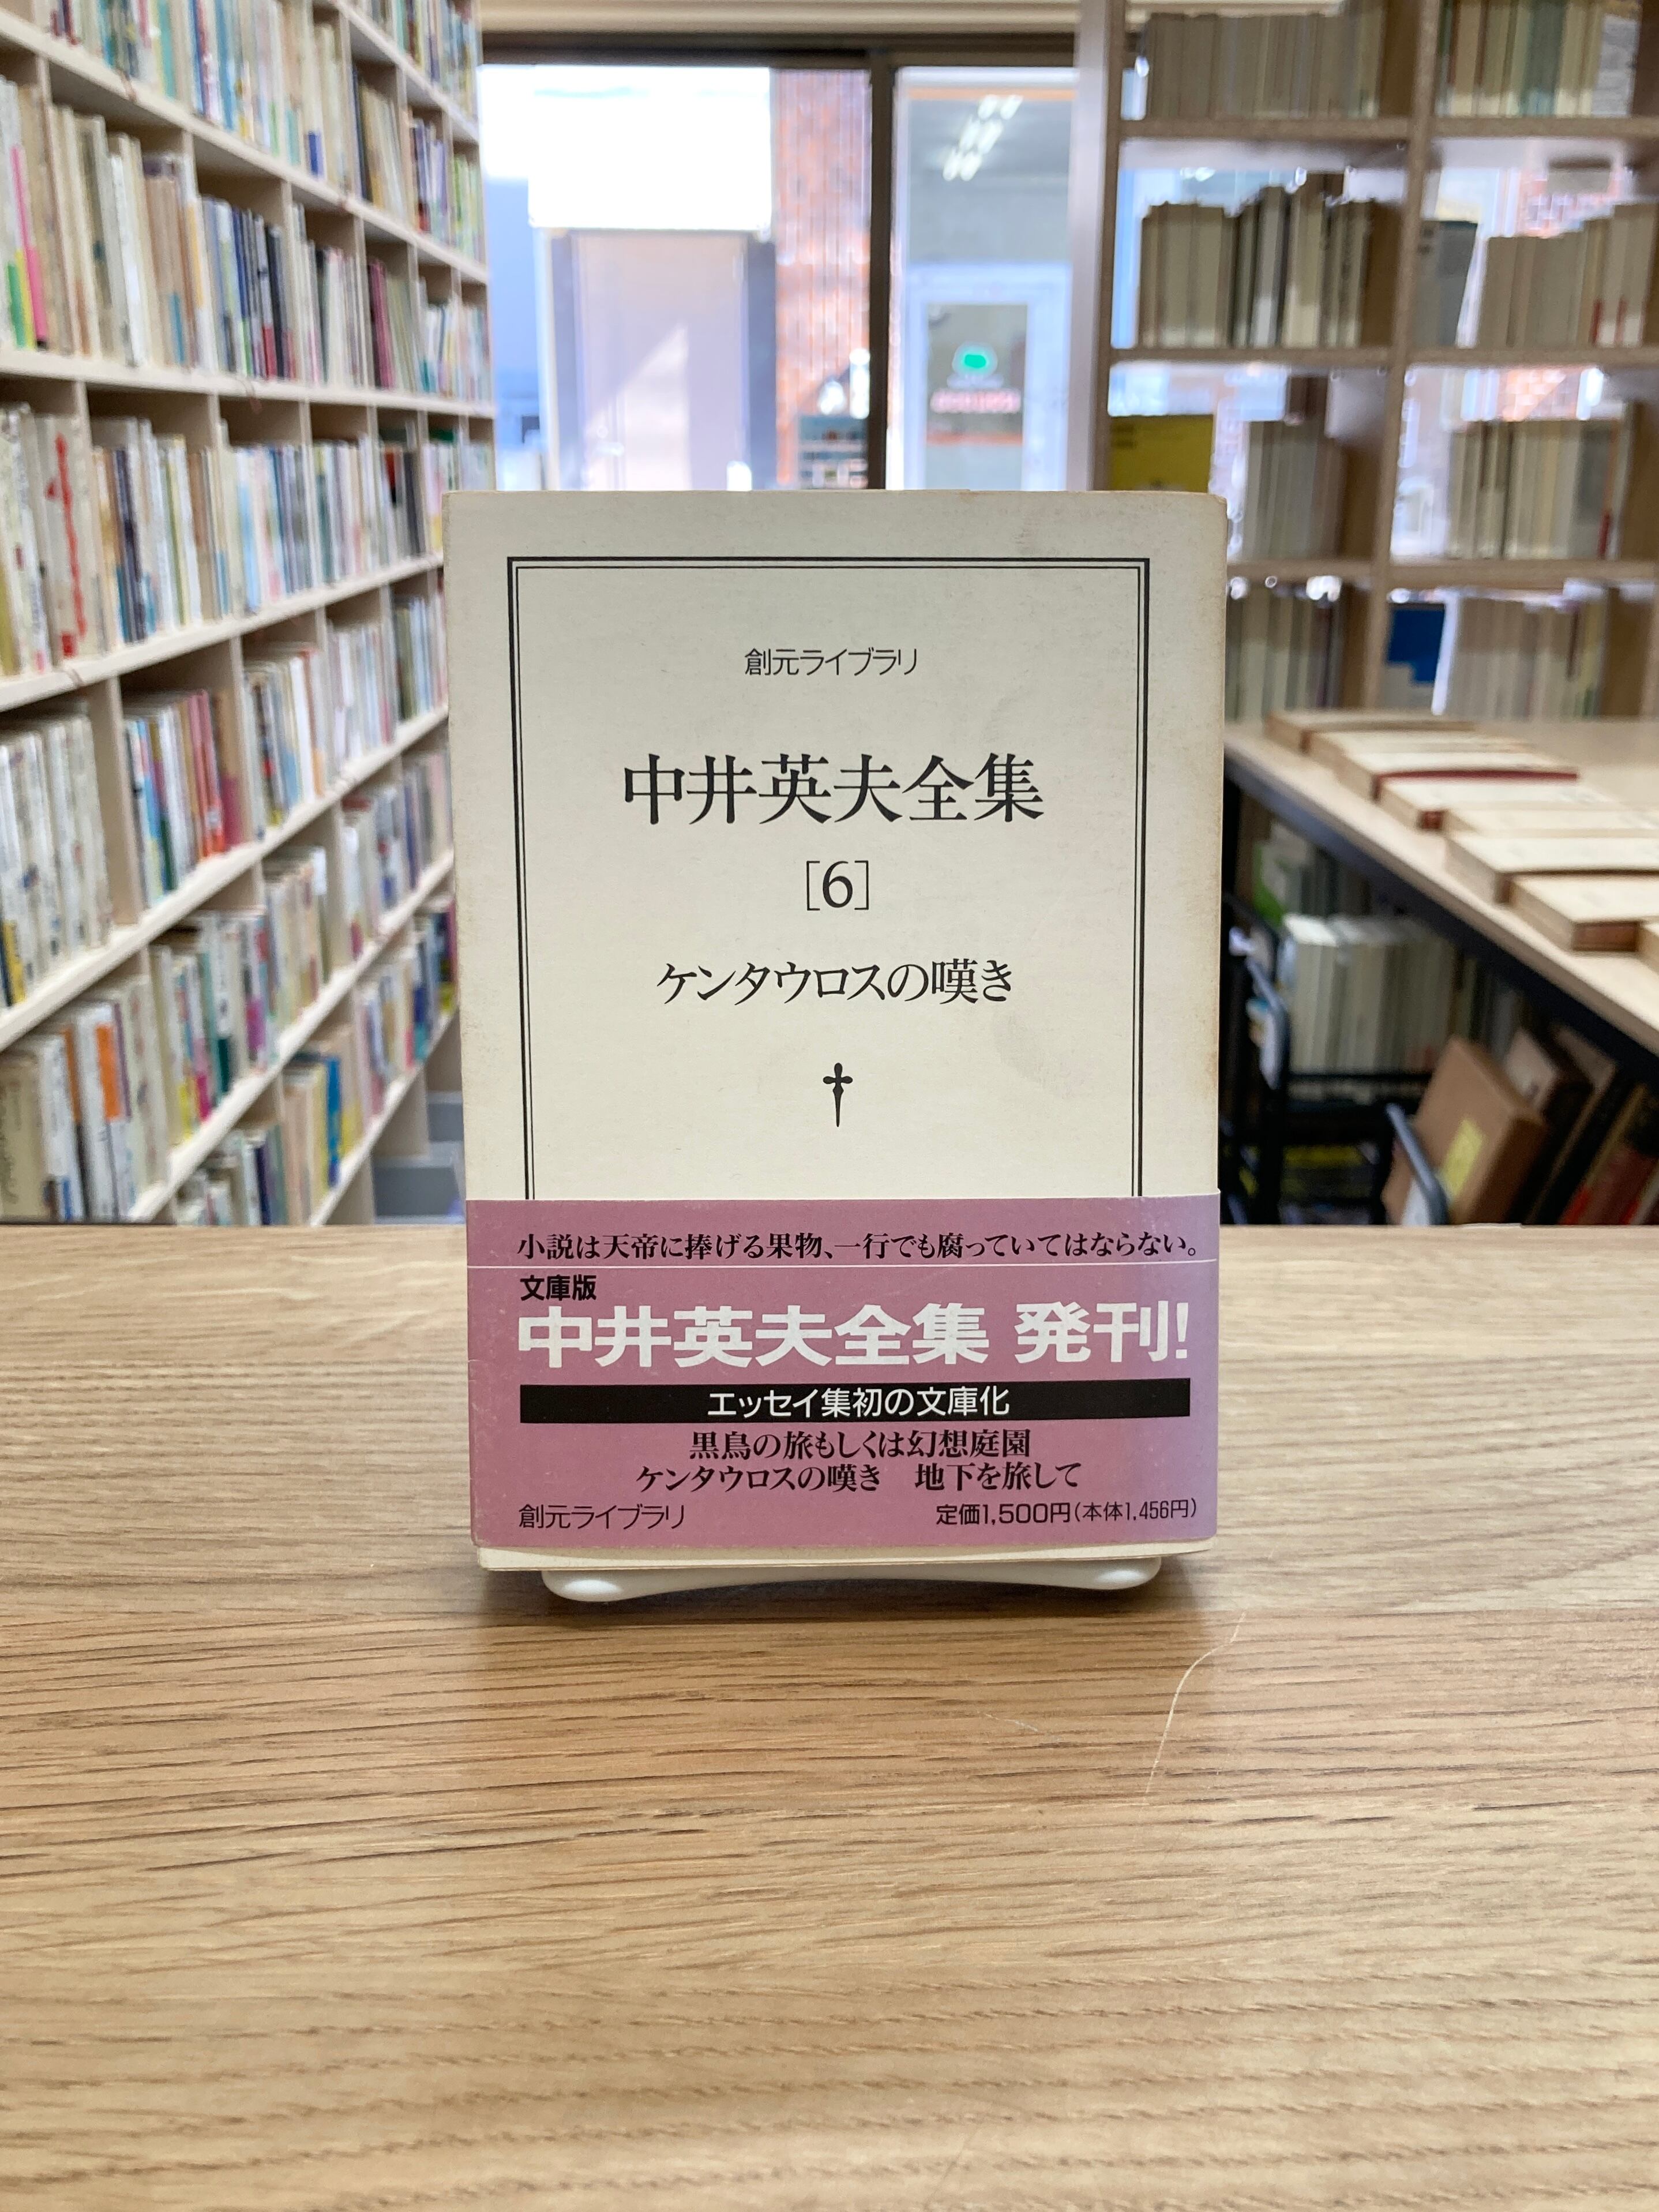 創元ライブラリ
中井英夫全集
[6]
ケンタウロスの嘆き
小説は天帝に捧げる果物、一行でも腐っていてはならない。
文庫版
中井英夫全集 発刊!
エッセイ集初の文庫化
黒鳥の旅もしくは幻想庭園
ケンタウロスの嘆き 地下を旅して
創元ライブラリ 定価1,500円(本体1,456円)